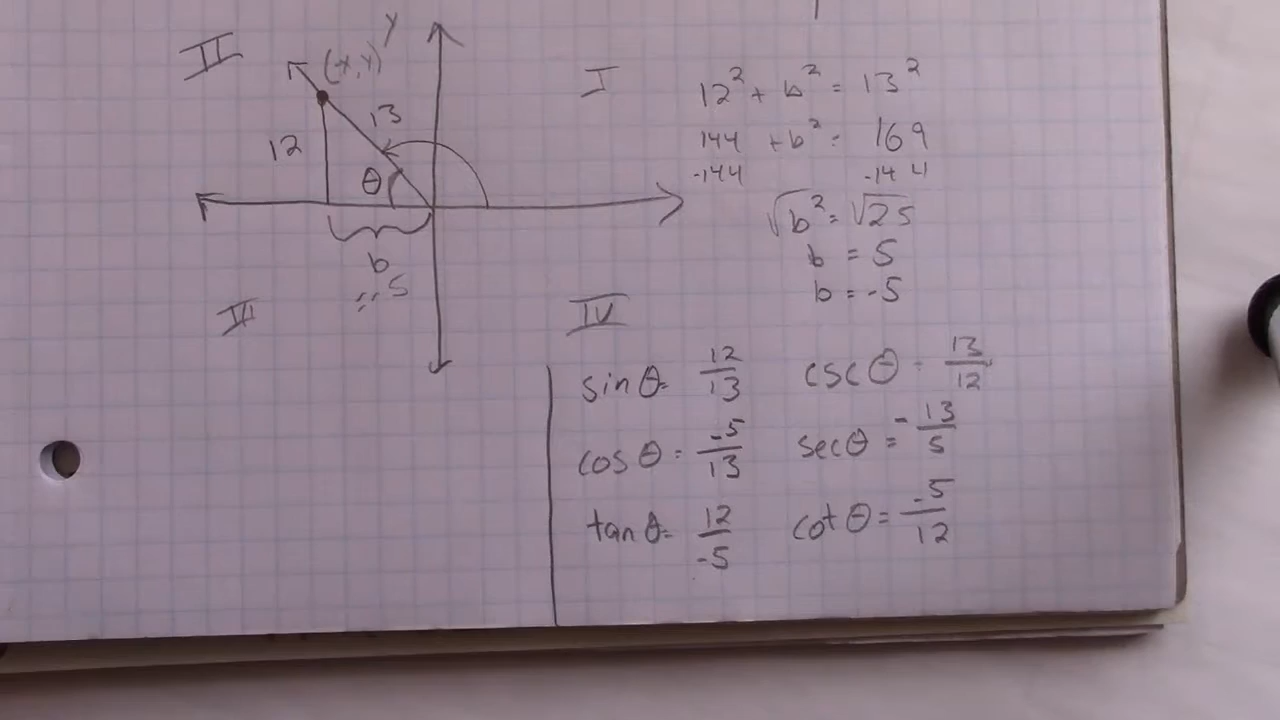 II
(x,y)
y
12
13
θ
b
=-5
III
I
IV
12² + b² = 13²
144 + b² = 169
-144 -144
√b² = √25
b = 5
b = -5
sin θ = 12/13 csc θ = 13/12
cos θ = -5/13 sec θ = -13/5
tan θ = 12/-5 cot θ = -5/12